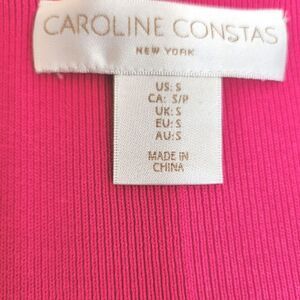 CAROLINE CONSTAS
NEW YORK
US: S
CA: S/P
UK: S
EU: S
AU: S
MADE IN
CHINA